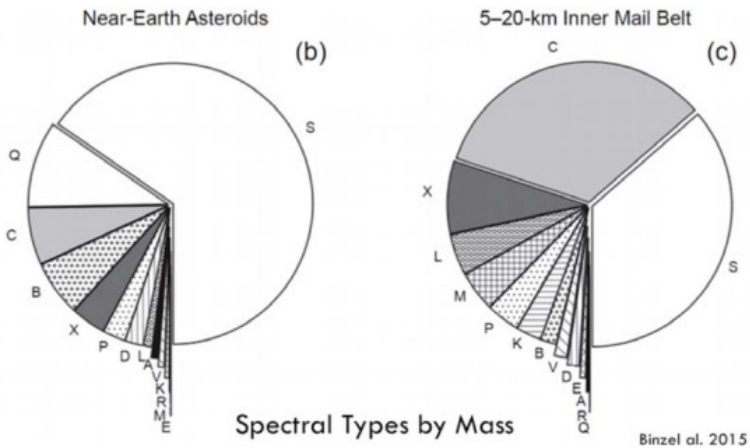 Near-Earth Asteroids
(b)
S
Q
C
B
X
P
D
L
A
V
K
R
M
E
5–20-km Inner Mail Belt
(c)
C
X
L
M
P
K
B
V
D
E
A
R
Q
S
Spectral Types by Mass
Binzel al. 2015